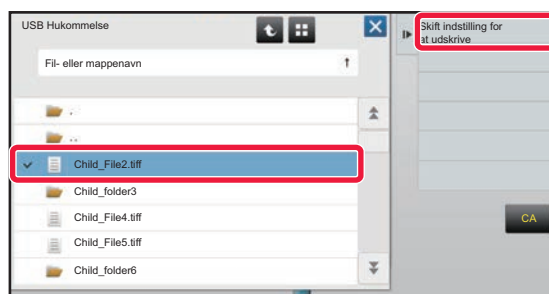 USB Hukommelse
Skift indstilling for
at udskrive
Fil- eller mappenavn
.
..
Child_File2.tiff
Child_folder3
Child_File4.tiff
Child_File5.tiff
Child_folder6
CA